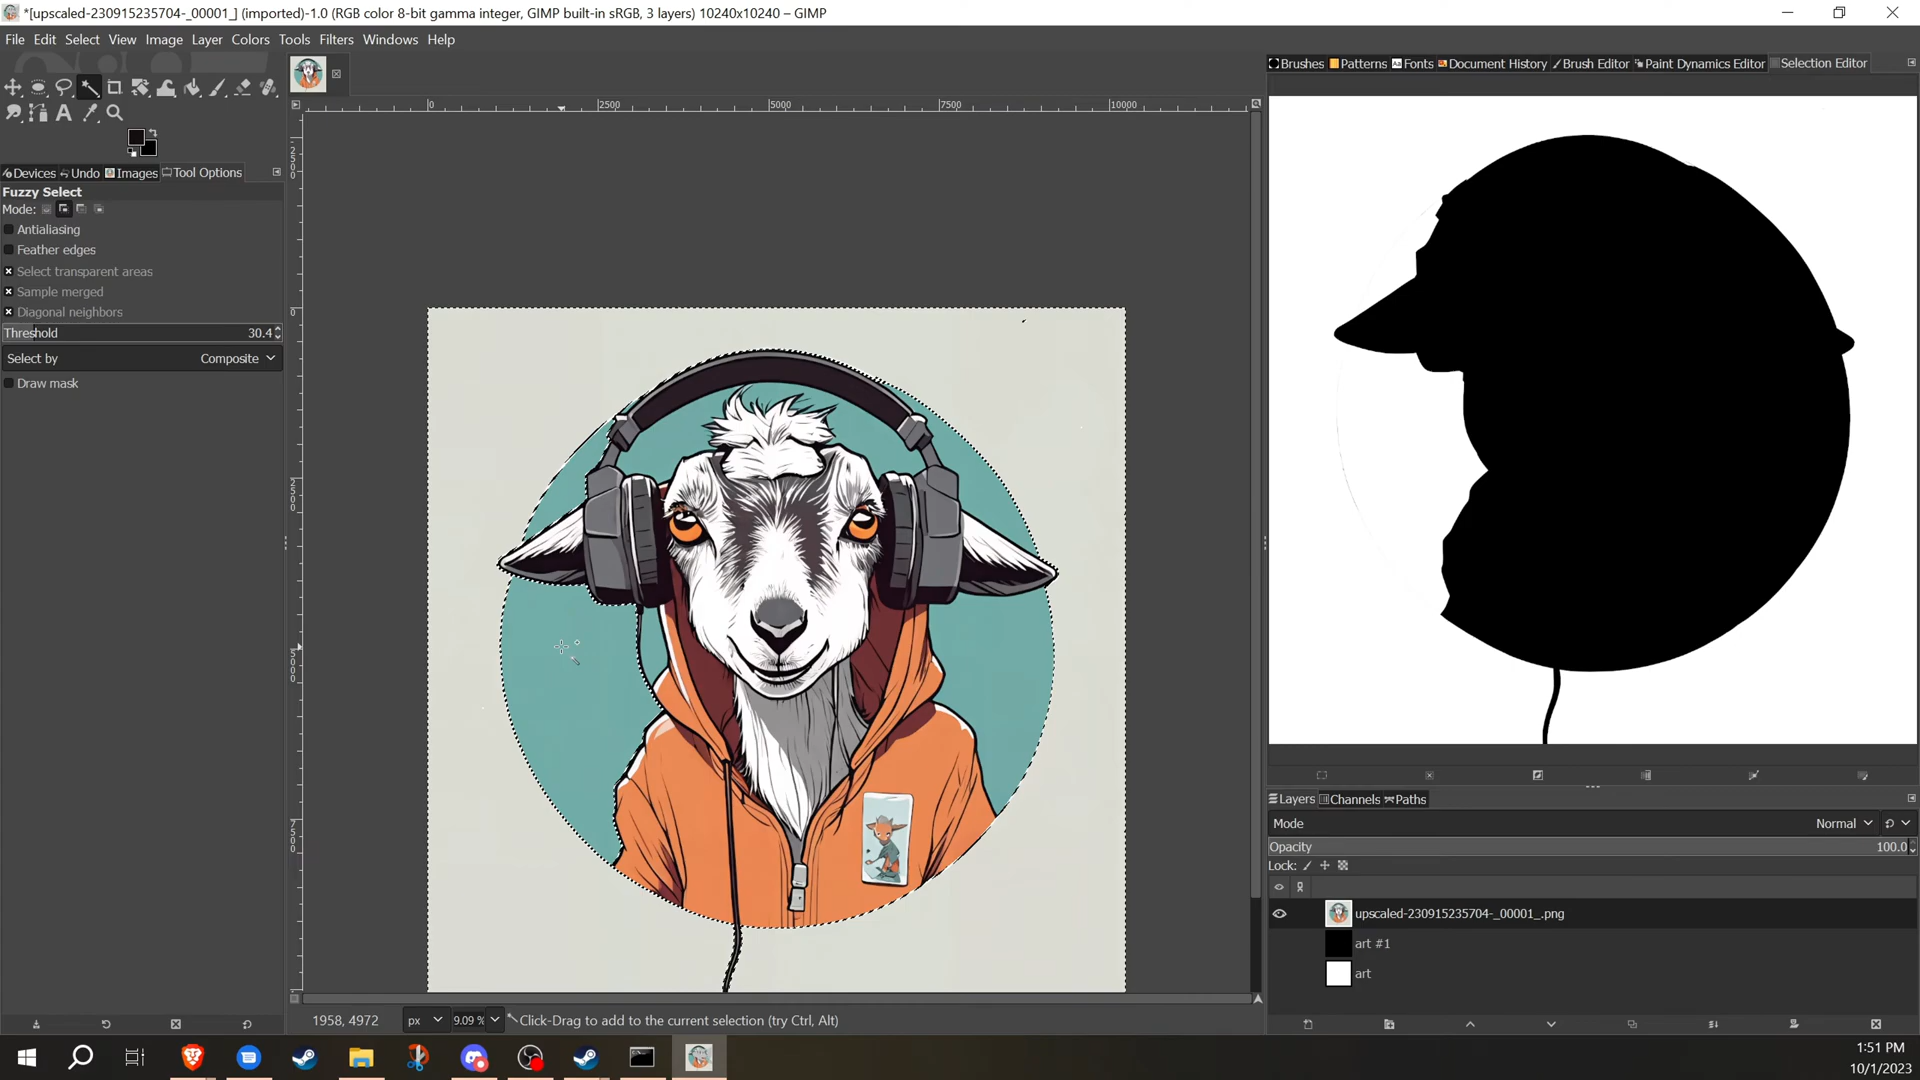 *[upscaled-230915235704-_00001_] (imported)-1.0 (RGB color 8-bit gamma integer, GIMP built-in sRGB, 3 layers) 10240x10240 – GIMP
File Edit Select View Image Layer Colors Tools Filters Windows Help
Brushes Patterns Fonts Document History Brush Editor Paint Dynamics Editor Selection Editor
0 2500 5000 7500 10000
Devices Undo Images Tool Options
Fuzzy Select
Mode:
Antialiasing
Feather edges
Select transparent areas
Sample merged
Diagonal neighbors
Threshold 30.4
Select by Composite
Draw mask
2500
0
2500
5000
7500
Layers Channels Paths
Mode Normal
Opacity 100.0
Lock:
upscaled-230915235704-_00001_.png
art #1
art
1958, 4972 px 9.09 % Click-Drag to add to the current selection (try Ctrl, Alt)
1:51 PM
10/1/2023